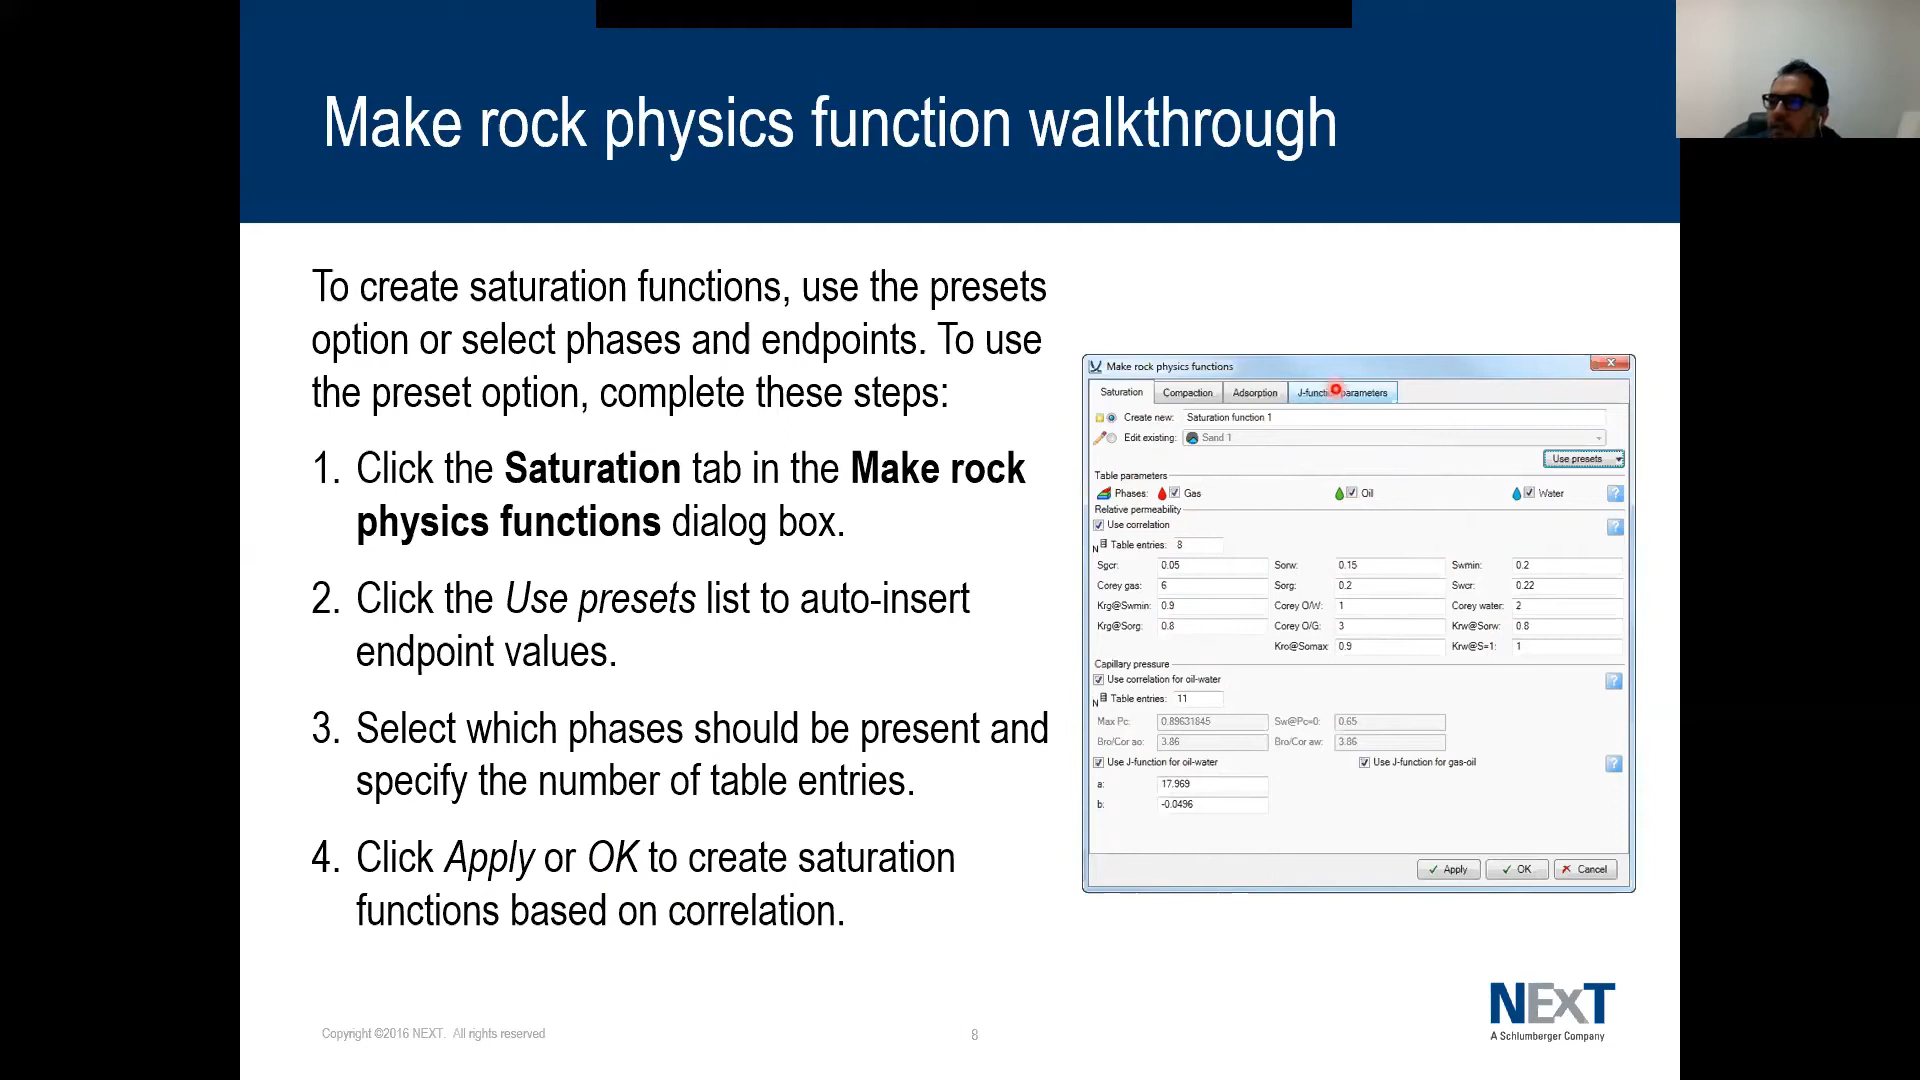 Make rock physics function walkthrough
To create saturation functions, use the presets
option or select phases and endpoints. To use
the preset option, complete these steps:
1. Click the Saturation tab in the Make rock
physics functions dialog box.
2. Click the Use presets list to auto-insert
endpoint values.
3. Select which phases should be present and
specify the number of table entries.
4. Click Apply or OK to create saturation
functions based on correlation.
Make rock physics functions
Saturation Compaction Adsorption J-function parameters
Create new: Saturation function 1
Edit existing: Sand 1
Use presets
Table parameters
Phases: Gas Oil Water ?
Relative permeability
Use correlation ?
N Table entries: 8
Sgcr: 0.05 Sorw: 0.15 Swmin: 0.2
Corey gas: 6 Sorg: 0.2 Swcr: 0.22
Krg@Swmin: 0.9 Corey O/W: 1 Corey water: 2
Krg@Sorg: 0.8 Corey O/G: 3 Krw@Sorw: 0.8
Kro@Somax: 0.9 Krw@S=1: 1
Capillary pressure
Use correlation for oil-water ?
N Table entries: 11
Max Pc: 0.89631845 Sw@Pc=0: 0.65
Bro/Cor ao: 3.86 Bro/Cor aw: 3.86
Use J-function for oil-water Use J-function for gas-oil ?
a: 17.969
b: -0.0496
Apply OK Cancel
NExT
A Schlumberger Company
Copyright ©2016 NEXT. All rights reserved 8